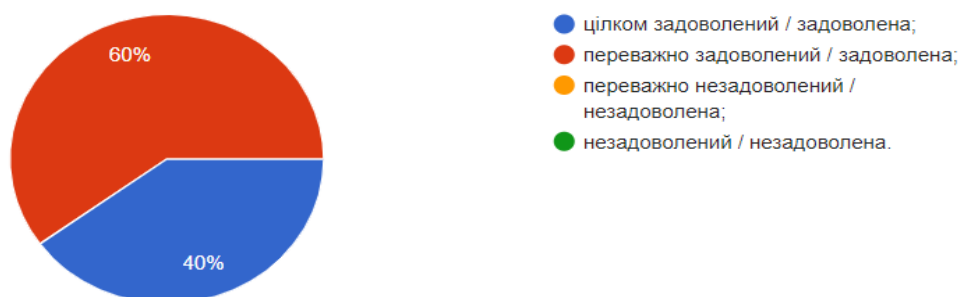 60%
40%
цілком задоволений / задоволена;
переважно задоволений / задоволена;
переважно незадоволений /
незадоволена;
незадоволений / незадоволена.